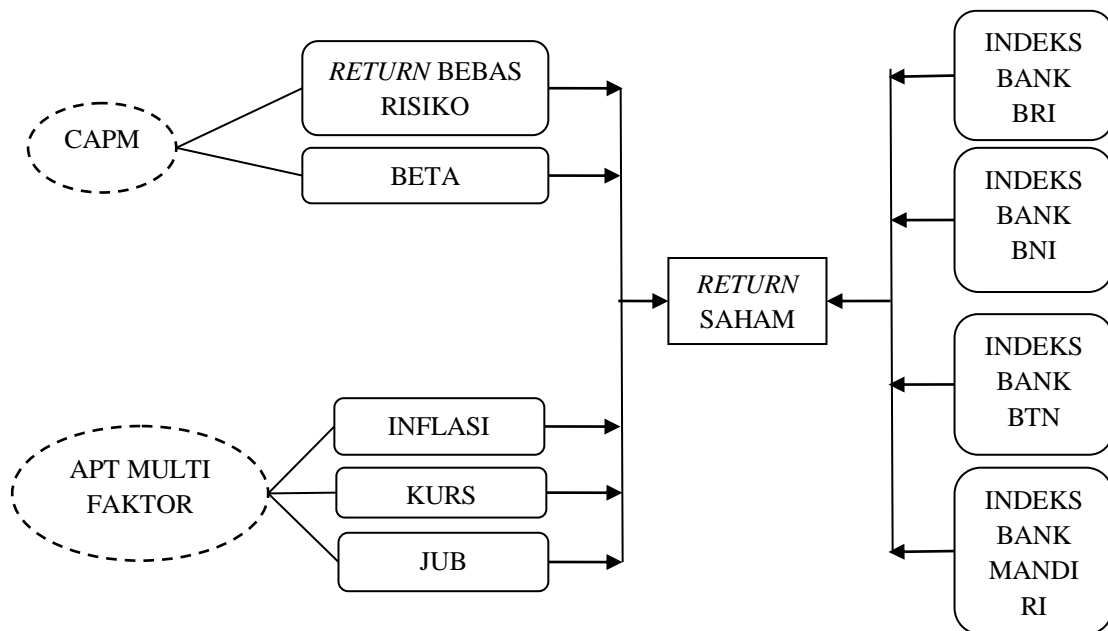 CAPM
RETURN BEBAS
RISIKO
BETA
APT MULTI
FAKTOR
INFLASI
KURS
JUB
RETURN
SAHAM
INDEKS
BANK
BRI
INDEKS
BANK
BNI
INDEKS
BANK
BTN
INDEKS
BANK
MANDI
RI